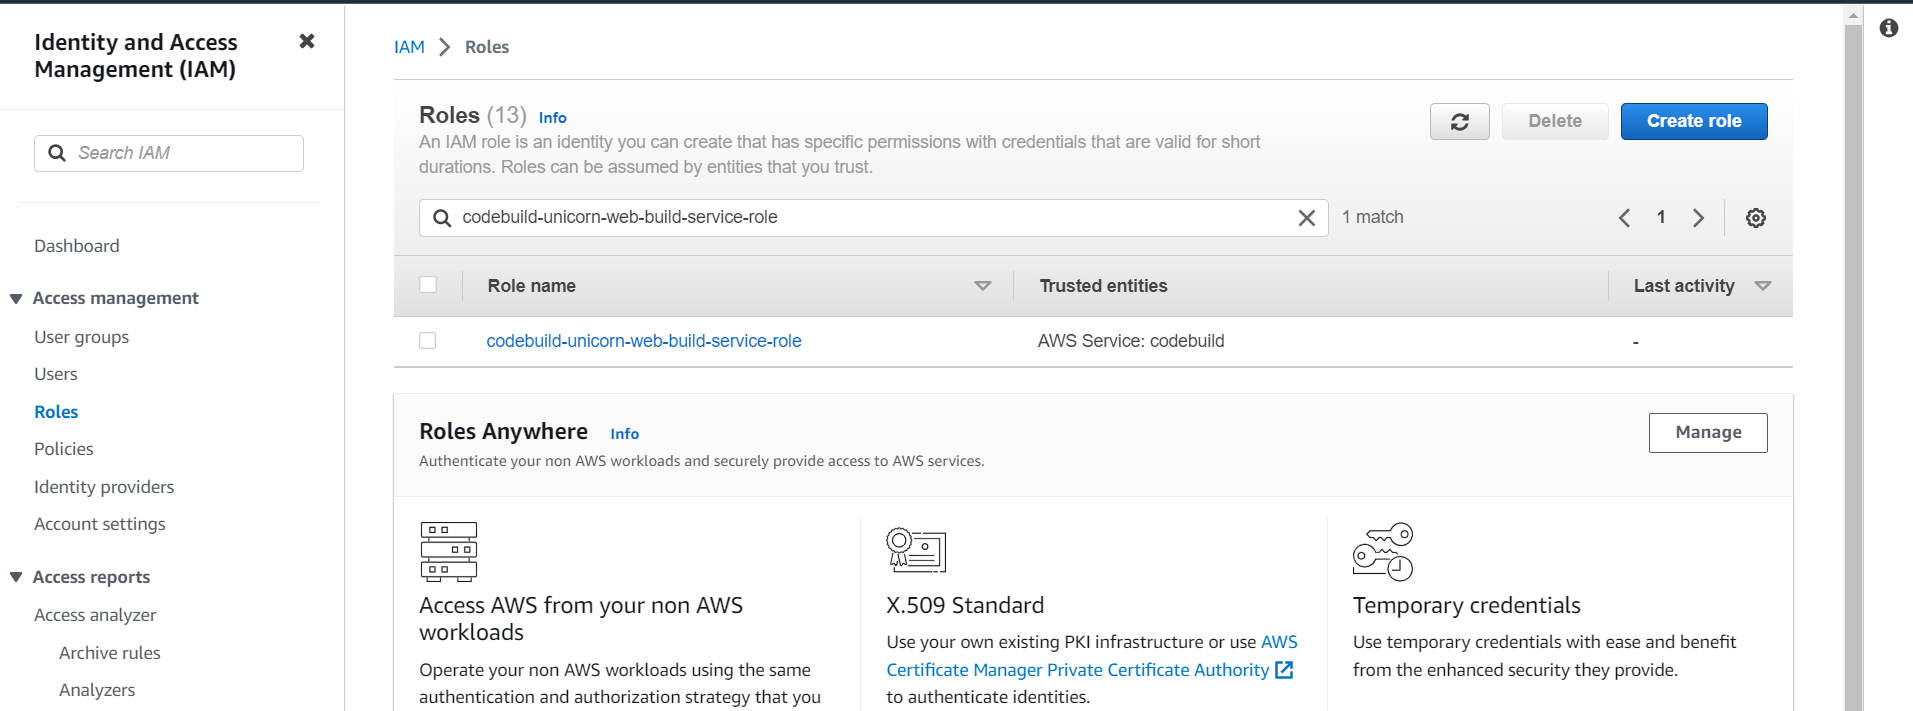 Identity and Access
Management (IAM)
Search IAM
Dashboard
Access management
User groups
Users
Roles
Policies
Identity providers
Account settings
Access reports
Access analyzer
Archive rules
Analyzers
IAM > Roles
Roles (13) Info
An IAM role is an identity you can create that has specific permissions with credentials that are valid for short
durations. Roles can be assumed by entities that you trust.
Delete
Create role
codebuild-unicorn-web-build-service-role
1 match
1
Role name
Trusted entities
Last activity
codebuild-unicorn-web-build-service-role
AWS Service: codebuild
-
Roles Anywhere Info
Authenticate your non AWS workloads and securely provide access to AWS services.
Manage
Access AWS from your non AWS
workloads
Operate your non AWS workloads using the same
authentication and authorization strategy that you
X.509 Standard
Use your own existing PKI infrastructure or use AWS
Certificate Manager Private Certificate Authority
to authenticate identities.
Temporary credentials
Use temporary credentials with ease and benefit
from the enhanced security they provide.